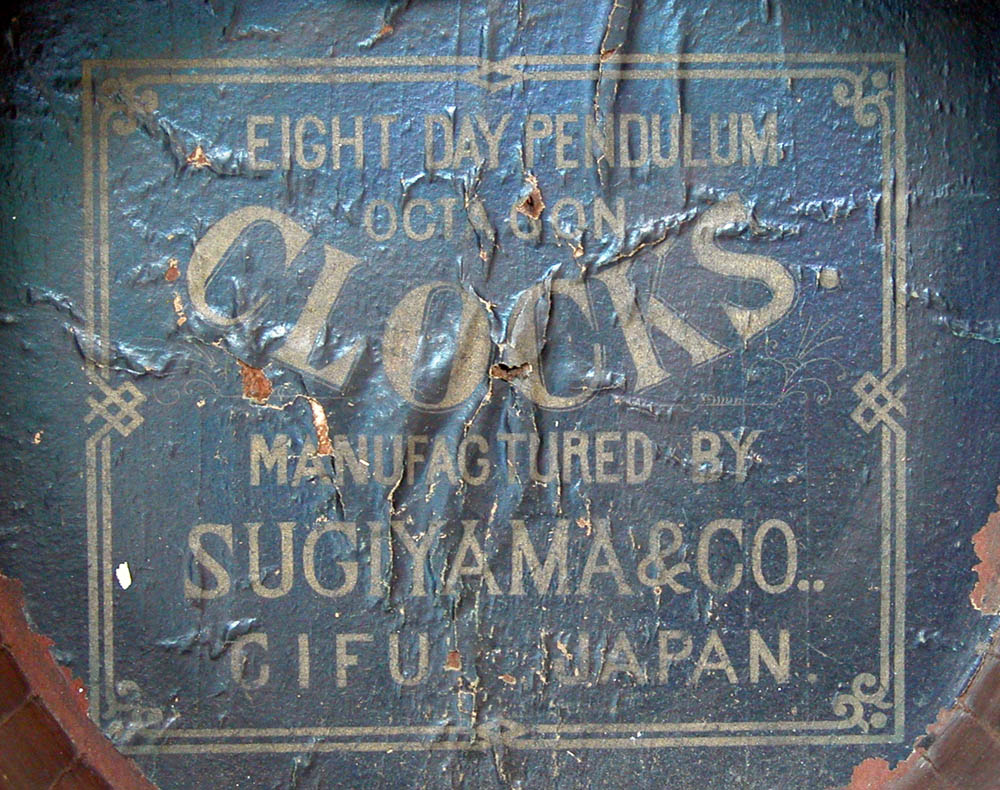 EIGHT DAY PENDULUM
OCTAGON
CLOCKS
MANUFACTURED BY
SUGIYAMA & CO..
GIFU. JAPAN.